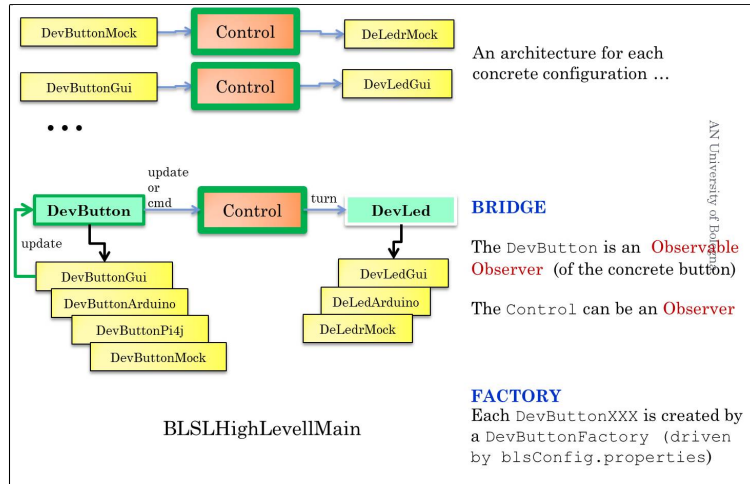 DevButtonMock
Control
DeLedrMock
An architecture for each
concrete configuration …
DevButtonGui
Control
DevLedGui
• • •
AN University of Bologna
update
or
cmd
DevButton
Control
turn
DevLed
update
BRIDGE
The DevButton is an Observable
Observer (of the concrete button)
The Control can be an Observer
DevButtonGui
DevButtonArduino
DevButtonPi4j
DevButtonMock
DevLedGui
DeLedArduino
DeLedrMock
BLSLHighLevellMain
FACTORY
Each DevButtonXXX is created by
a DevButtonFactory (driven
by blsConfig.properties)